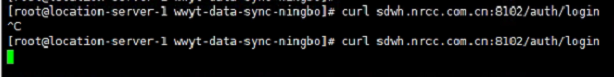 [root@location-server-1 wwyt-data-sync-ningbo]# curl sdwh.nrcc.com.cn:8102/auth/login
^C
[root@location-server-1 wwyt-data-sync-ningbo]# curl sdwh.nrcc.com.cn:8102/auth/login